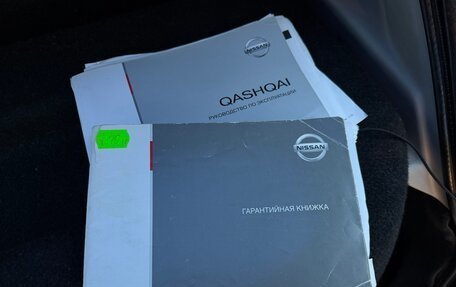 NISSAN
QASHQAI
РУКОВОДСТВО ПО ЭКСПЛУАТАЦИИ
NISSAN
ГАРАНТИЙНАЯ КНИЖКА